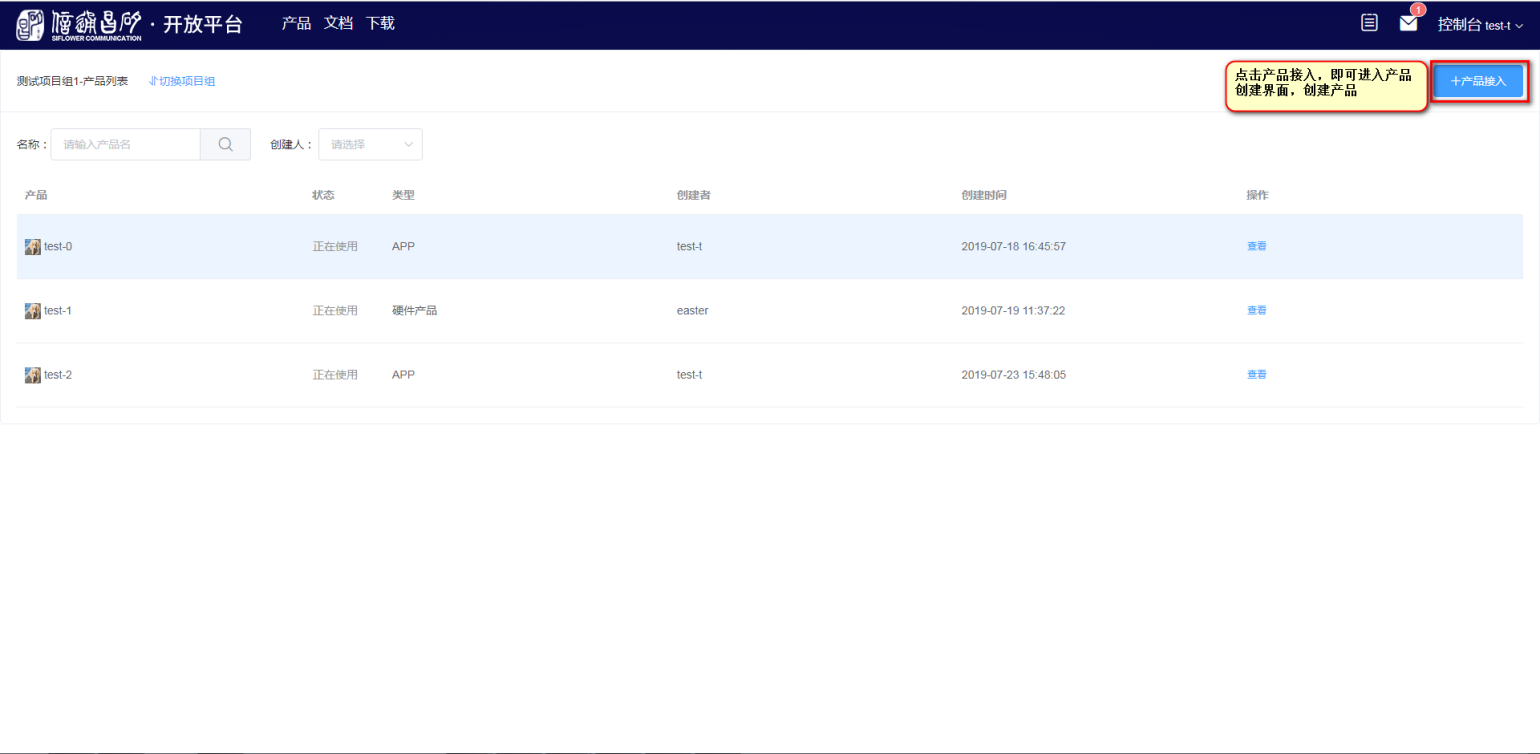 SIFLOWER COMMUNICATION
· 开放平台
产品 文档 下载
1
控制台 test-t
测试项目组1-产品列表
切换项目组
点击产品接入，即可进入产品
创建界面，创建产品
+产品接入
名称：
请输入产品名
创建人：
请选择
产品 状态 类型 创建者 创建时间 操作
test-0 正在使用 APP test-t 2019-07-18 16:45:57 查看
test-1 正在使用 硬件产品 easter 2019-07-19 11:37:22 查看
test-2 正在使用 APP test-t 2019-07-23 15:48:05 查看